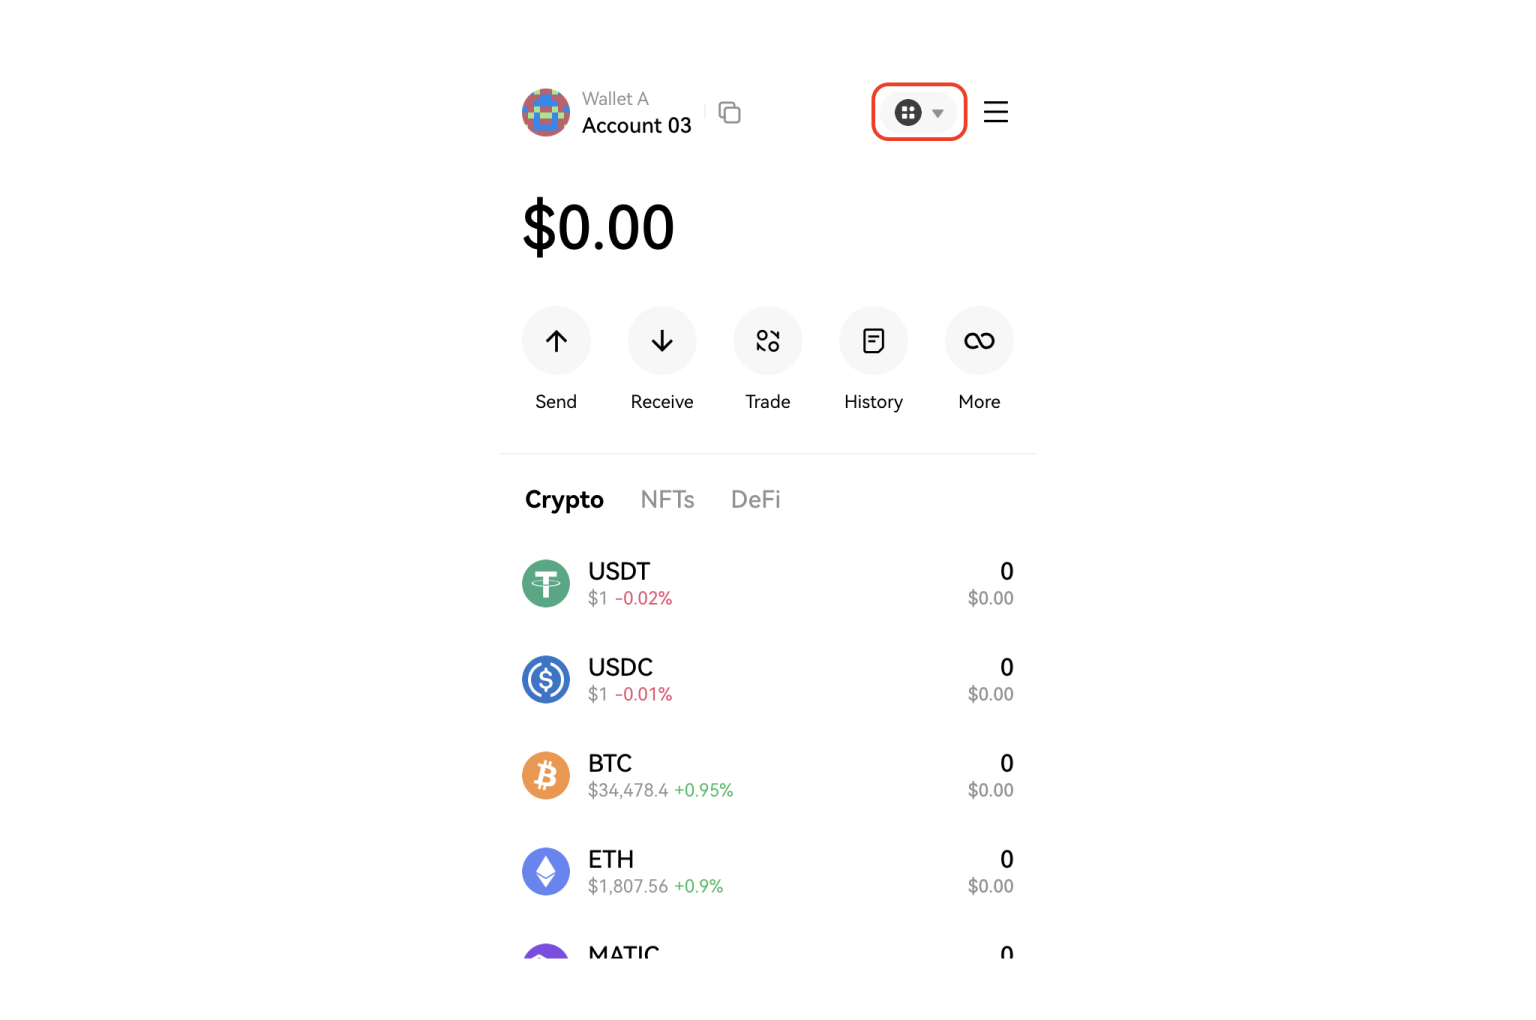 Wallet A
Account 03
$0.00
Send Receive Trade History More
Crypto NFTs DeFi
USDT 0
$1 -0.02% $0.00
USDC 0
$1 -0.01% $0.00
BTC 0
$34,478.4 +0.95% $0.00
ETH 0
$1,807.56 +0.9% $0.00
MATIC 0